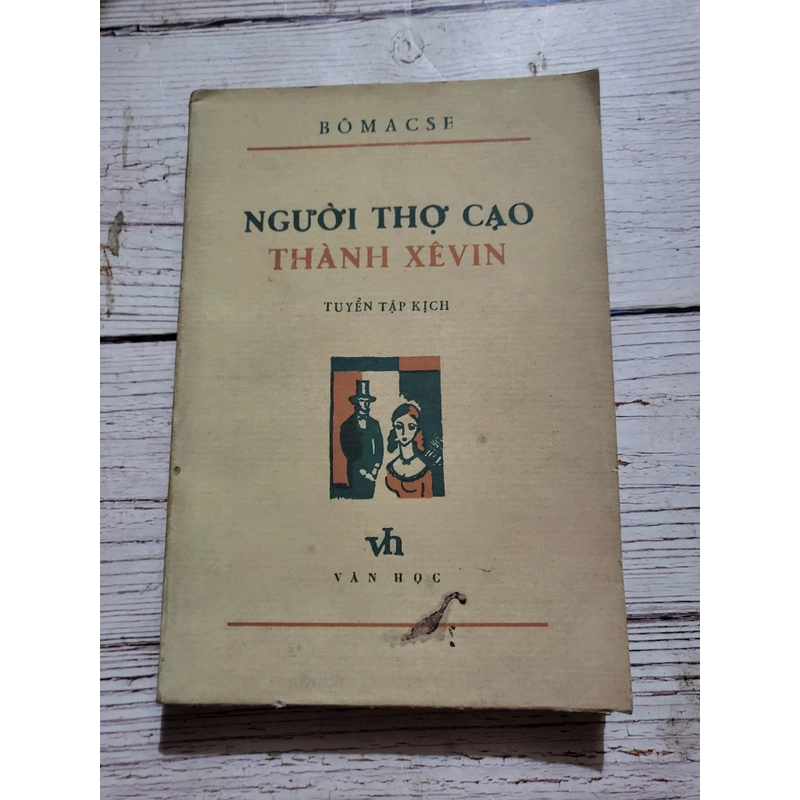 BÔMACSE
NGƯỜI THỢ CẠO
THÀNH XÊVIN
TUYỂN TẬP KỊCH
vh
VĂN HỌC